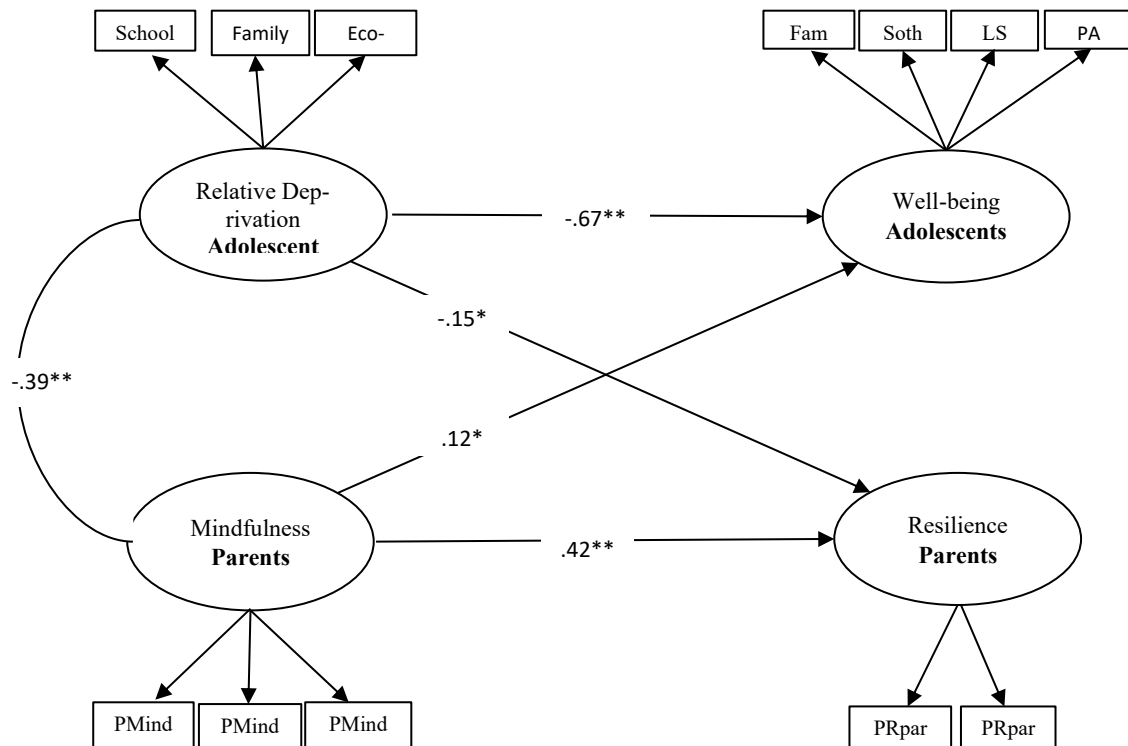 School Family Eco-
Fam Soth LS PA
Relative Dep-
rivation
Adolescent
Well-being
Adolescents
-.67**
-.15*
-.39**
.12*
Mindfulness
Parents
.42**
Resilience
Parents
PMind PMind PMind
PRpar PRpar